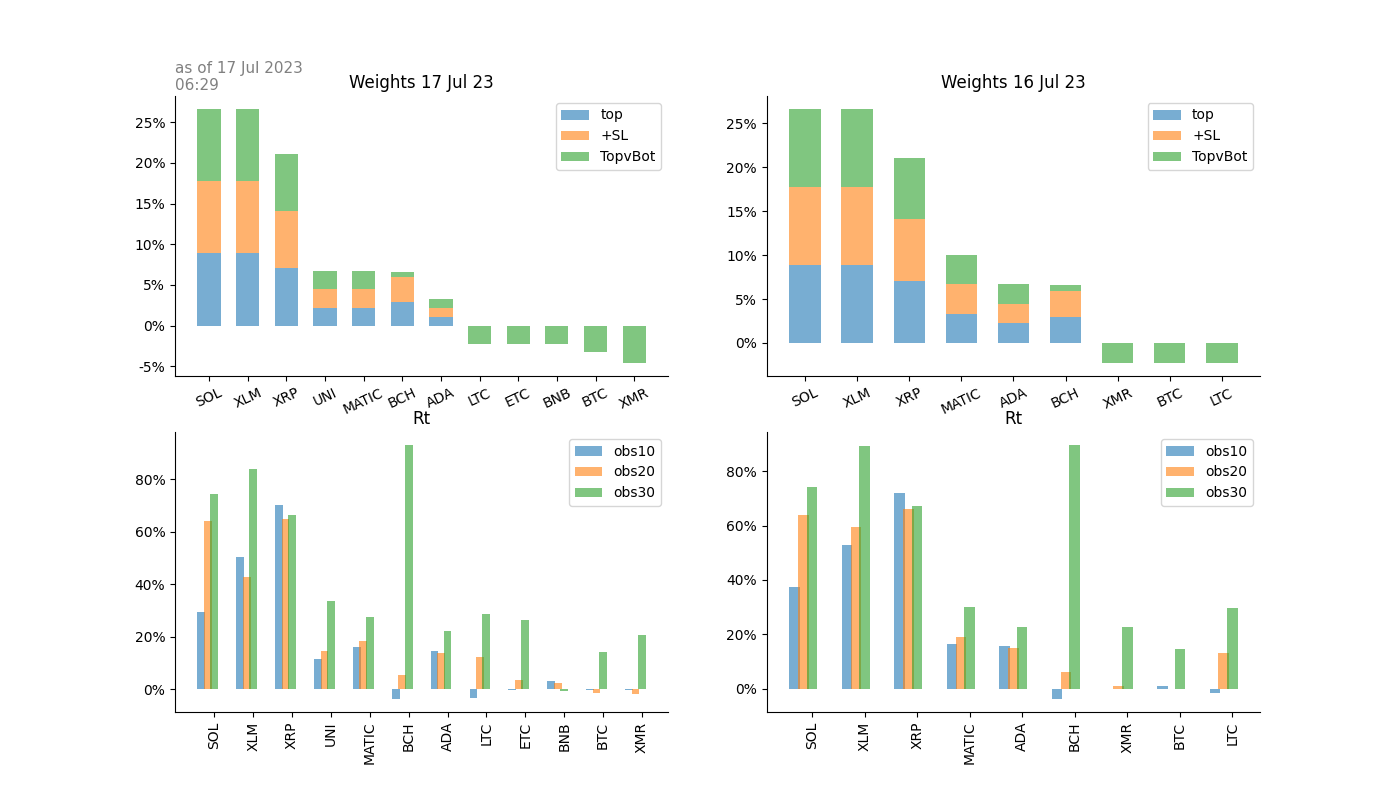 as of 17 Jul 2023
06:29
Weights 17 Jul 23
25%
20%
15%
10%
5%
0%
-5%
top
+SL
TopvBot
SOL XLM XRP UNI MATIC BCH ADA LTC ETC BNB BTC XMR
Weights 16 Jul 23
25%
20%
15%
10%
5%
0%
top
+SL
TopvBot
SOL XLM XRP MATIC ADA BCH XMR BTC LTC
Rt
80%
60%
40%
20%
0%
obs10
obs20
obs30
SOL XLM XRP UNI MATIC BCH ADA LTC ETC BNB BTC XMR
Rt
80%
60%
40%
20%
0%
obs10
obs20
obs30
SOL XLM XRP MATIC ADA BCH XMR BTC LTC